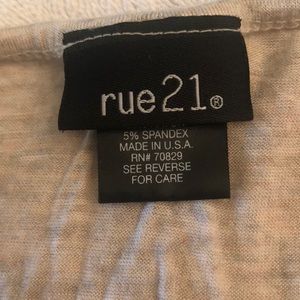 rue21®
5% SPANDEX
MADE IN U.S.A.
RN# 70829
SEE REVERSE
FOR CARE